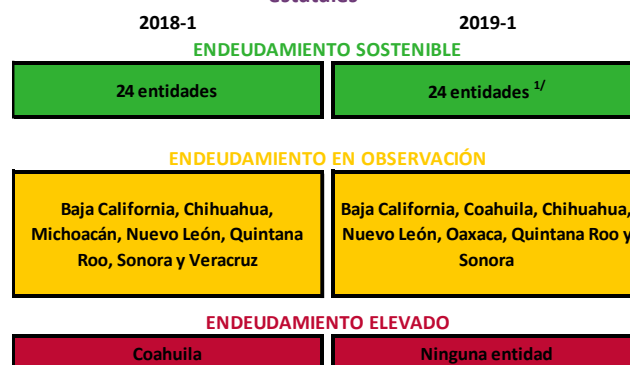 estatales
2018-1 2019-1
ENDEUDAMIENTO SOSTENIBLE
24 entidades
24 entidades 1/
ENDEUDAMIENTO EN OBSERVACIÓN
Baja California, Chihuahua,
Michoacán, Nuevo León, Quintana
Roo, Sonora y Veracruz
Baja California, Coahuila, Chihuahua,
Nuevo León, Oaxaca, Quintana Roo y
Sonora
ENDEUDAMIENTO ELEVADO
Coahuila
Ninguna entidad